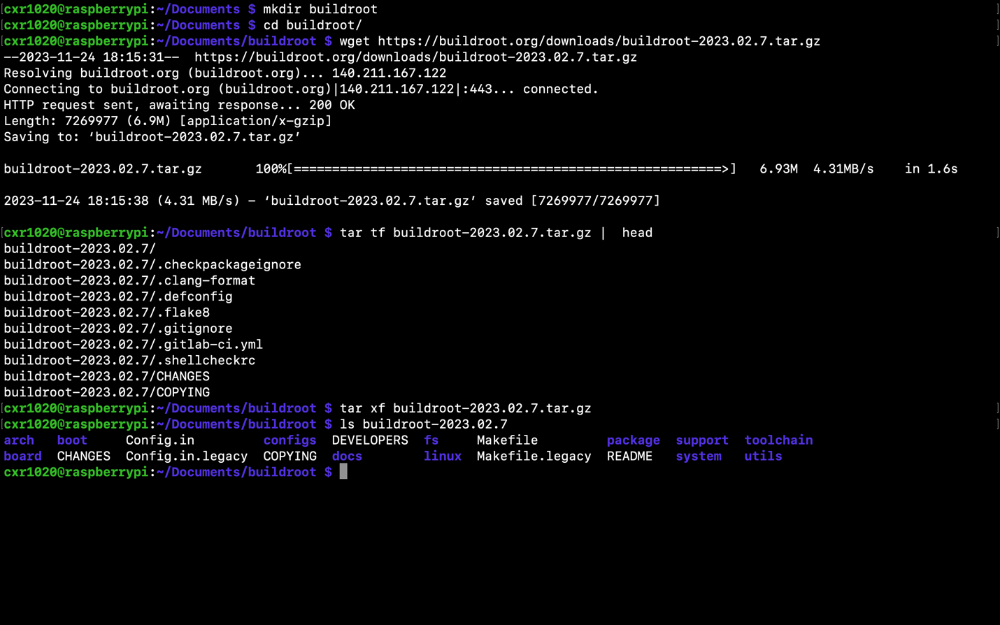 cxr1020@raspberrypi:~/Documents $ mkdir buildroot
cxr1020@raspberrypi:~/Documents $ cd buildroot/
cxr1020@raspberrypi:~/Documents/buildroot $ wget https://buildroot.org/downloads/buildroot-2023.02.7.tar.gz
--2023-11-24 18:15:31--  https://buildroot.org/downloads/buildroot-2023.02.7.tar.gz
Resolving buildroot.org (buildroot.org)... 140.211.167.122
Connecting to buildroot.org (buildroot.org)|140.211.167.122|:443... connected.
HTTP request sent, awaiting response... 200 OK
Length: 7269977 (6.9M) [application/x-gzip]
Saving to: ‘buildroot-2023.02.7.tar.gz’
buildroot-2023.02.7.tar.gz       100%[========================================================>]   6.93M  4.31MB/s    in 1.6s
2023-11-24 18:15:38 (4.31 MB/s) - ‘buildroot-2023.02.7.tar.gz’ saved [7269977/7269977]
cxr1020@raspberrypi:~/Documents/buildroot $ tar tf buildroot-2023.02.7.tar.gz |  head
buildroot-2023.02.7/
buildroot-2023.02.7/.checkpackageignore
buildroot-2023.02.7/.clang-format
buildroot-2023.02.7/.defconfig
buildroot-2023.02.7/.flake8
buildroot-2023.02.7/.gitignore
buildroot-2023.02.7/.gitlab-ci.yml
buildroot-2023.02.7/.shellcheckrc
buildroot-2023.02.7/CHANGES
buildroot-2023.02.7/COPYING
cxr1020@raspberrypi:~/Documents/buildroot $ tar xf buildroot-2023.02.7.tar.gz
cxr1020@raspberrypi:~/Documents/buildroot $ ls buildroot-2023.02.7
arch   boot     Config.in         configs  DEVELOPERS  fs     Makefile         package  support  toolchain
board  CHANGES  Config.in.legacy  COPYING  docs        linux  Makefile.legacy  README   system   utils
cxr1020@raspberrypi:~/Documents/buildroot $